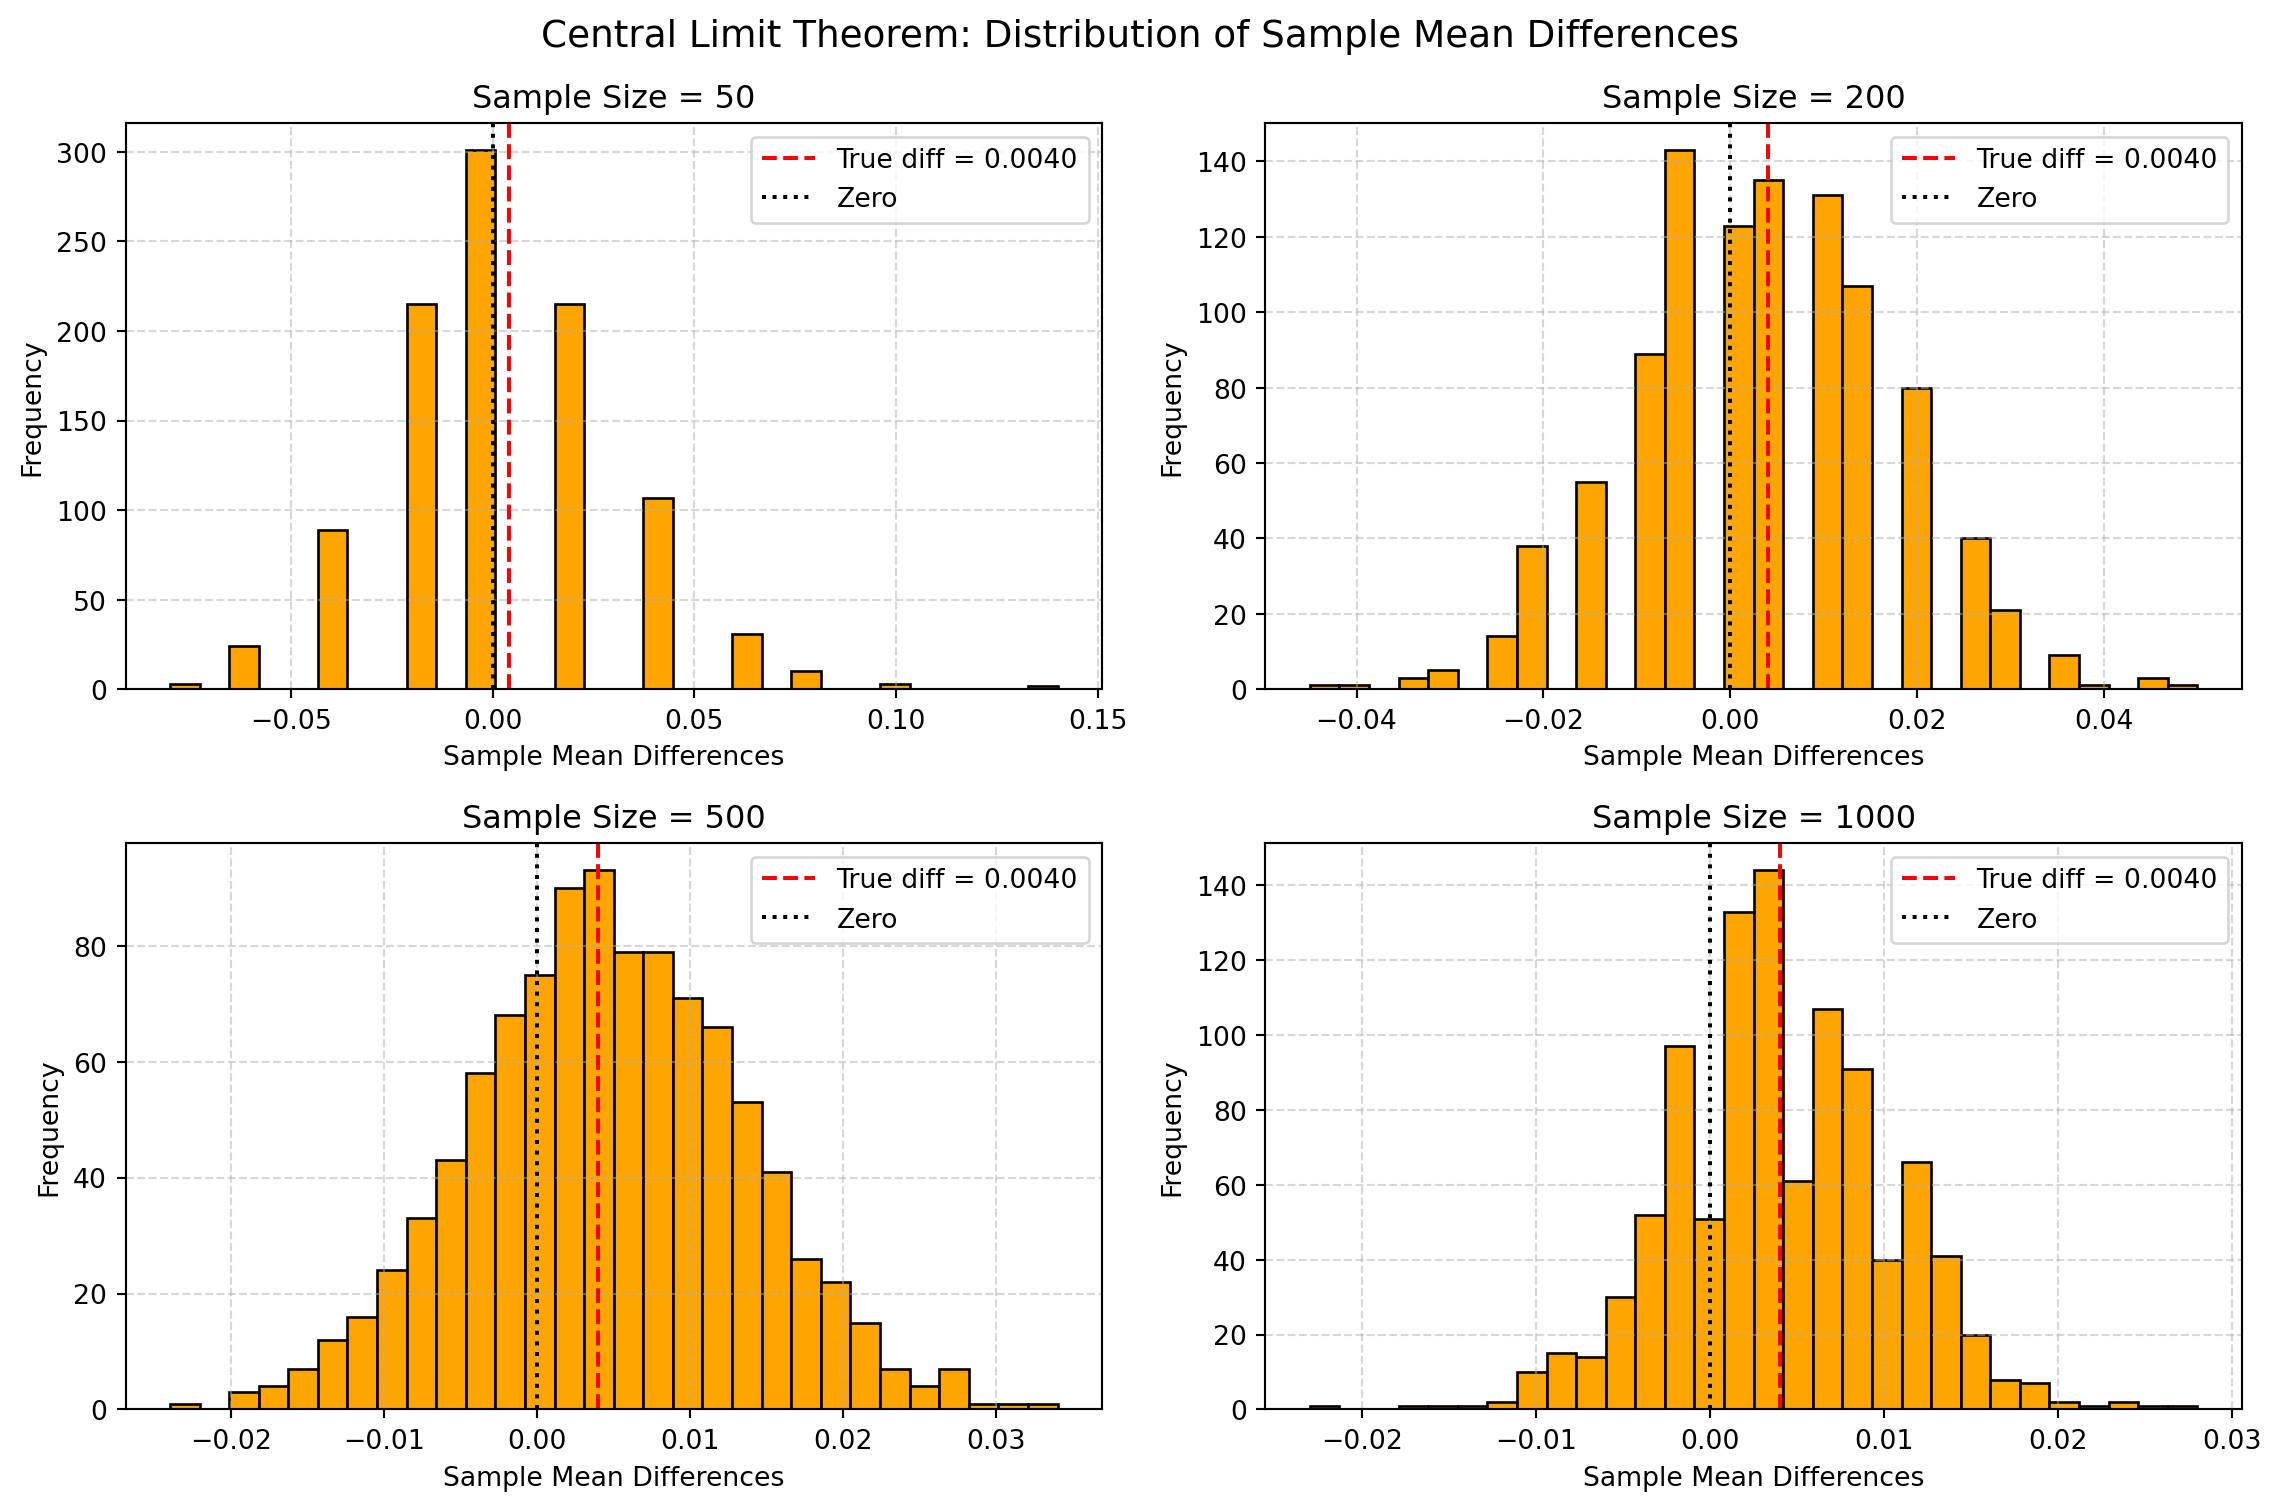 Central Limit Theorem: Distribution of Sample Mean Differences
Sample Size = 50
300
250
200
150
100
50
0
Frequency
True diff = 0.0040
Zero
−0.05 0.00 0.05 0.10 0.15
Sample Mean Differences
Sample Size = 200
140
120
100
80
60
40
20
0
Frequency
True diff = 0.0040
Zero
−0.04 −0.02 0.00 0.02 0.04
Sample Mean Differences
Sample Size = 500
80
60
40
20
0
Frequency
True diff = 0.0040
Zero
−0.02 −0.01 0.00 0.01 0.02 0.03
Sample Mean Differences
Sample Size = 1000
140
120
100
80
60
40
20
0
Frequency
True diff = 0.0040
Zero
−0.02 −0.01 0.00 0.01 0.02 0.03
Sample Mean Differences